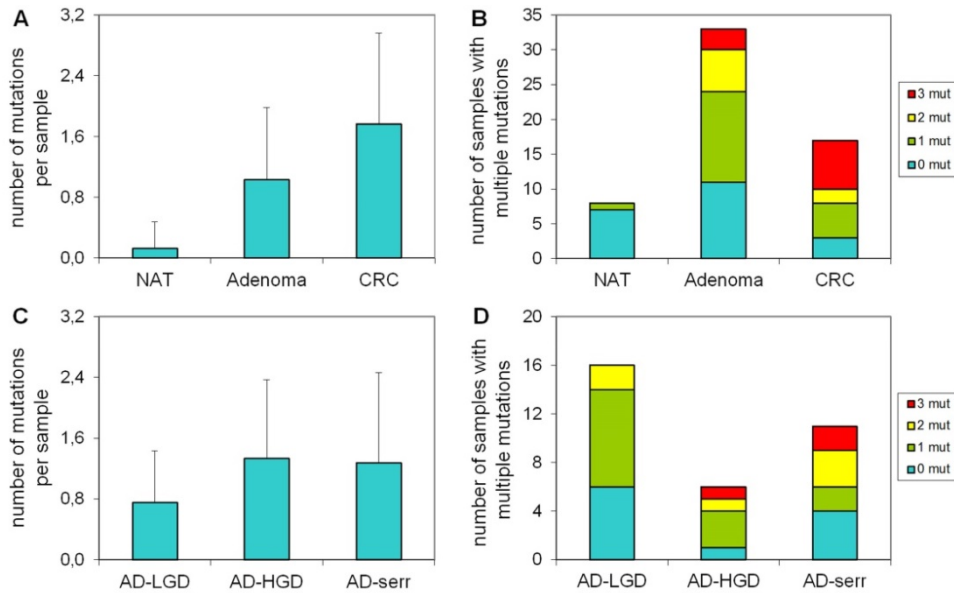 A
number of mutations
per sample
3,2
2,4
1,6
0,8
0,0
NAT Adenoma CRC
B
number of samples with
multiple mutations
35
30
25
20
15
10
5
0
NAT Adenoma CRC
3 mut
2 mut
1 mut
0 mut
C
number of mutations
per sample
3,2
2,4
1,6
0,8
0,0
AD-LGD AD-HGD AD-serr
D
number of samples with
multiple mutations
20
16
12
8
4
0
AD-LGD AD-HGD AD-serr
3 mut
2 mut
1 mut
0 mut